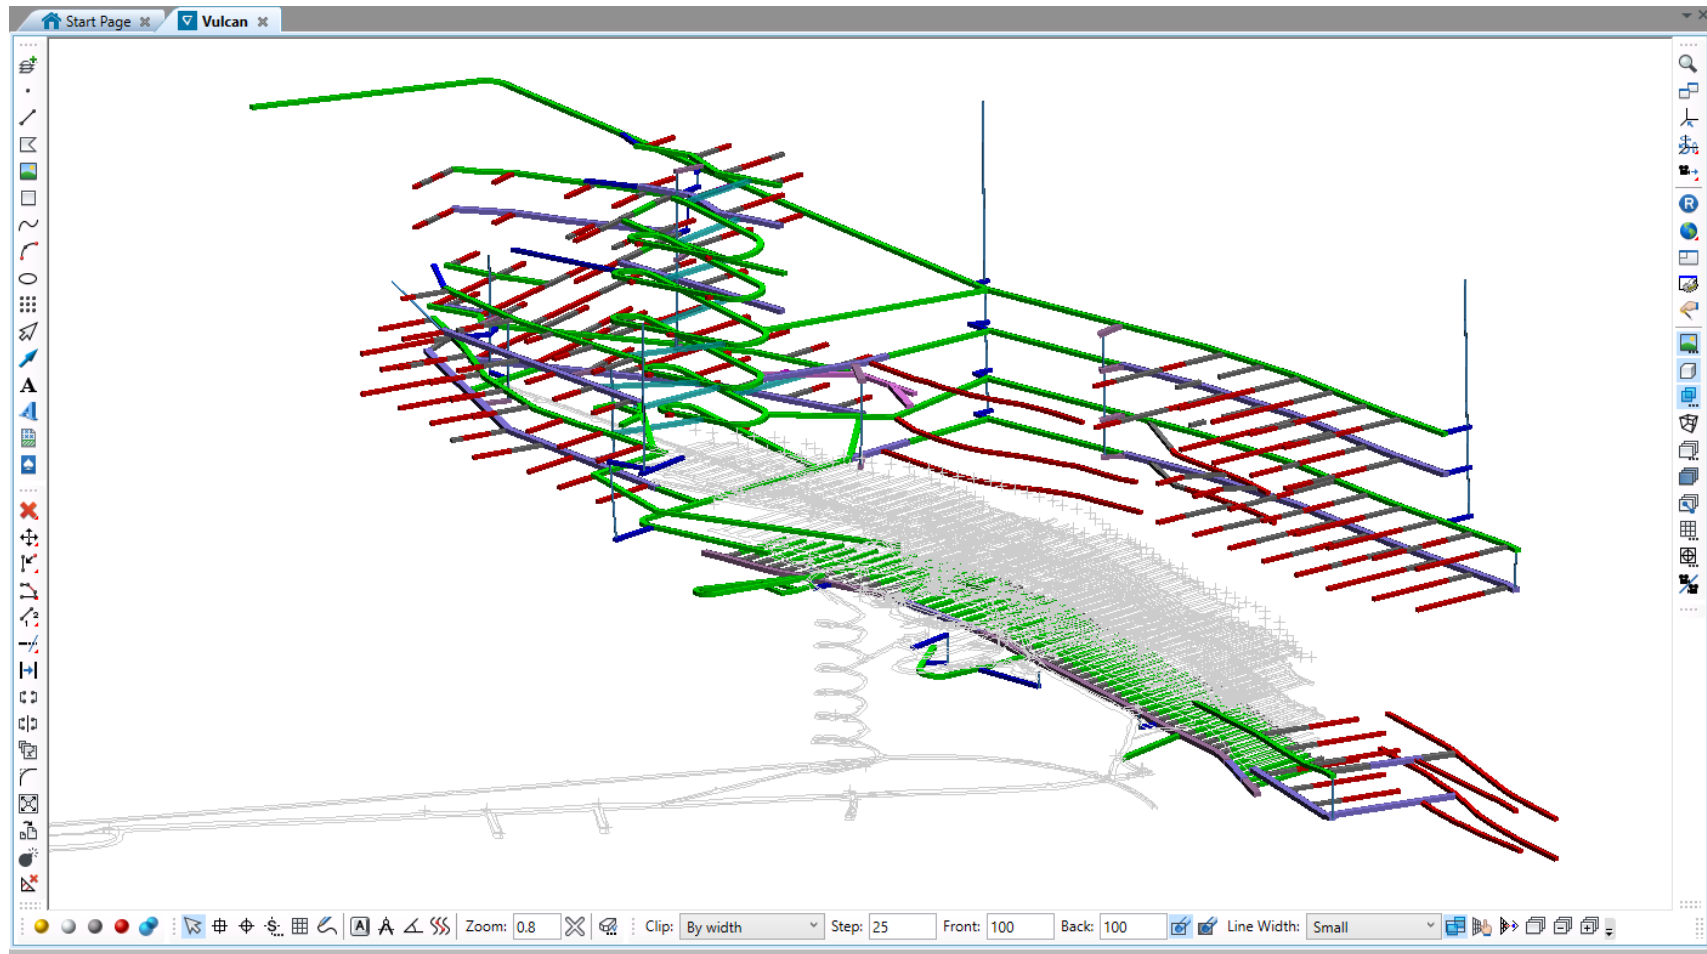 Start Page
Vulcan
R
A
A
Zoom: 0.8 Clip: By width Step: 25 Front: 100 Back: 100 Line Width: Small